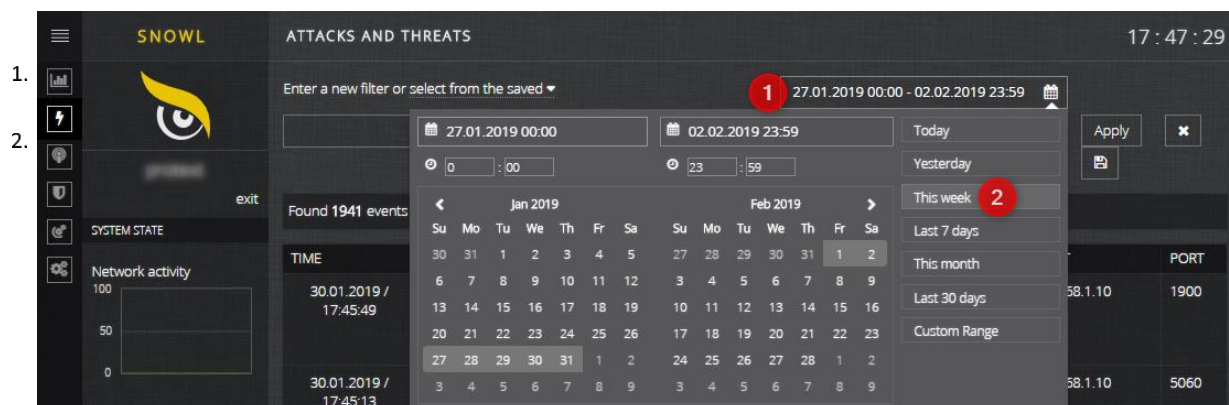 SNOWL
ATTACKS AND THREATS
17 : 47 : 29
1.
2.
Enter a new filter or select from the saved
1
27.01.2019 00:00 - 02.02.2019 23:59
27.01.2019 00:00
02.02.2019 23:59
0 : 00
23 : 59
Today
Yesterday
This week
2
Last 7 days
This month
Last 30 days
Custom Range
Apply
exit
Found 1941 events
Jan 2019
Su Mo Tu We Th Fr Sa
30 31 1 2 3 4 5
6 7 8 9 10 11 12
13 14 15 16 17 18 19
20 21 22 23 24 25 26
27 28 29 30 31 1 2
3 4 5 6 7 8 9
Feb 2019
Su Mo Tu We Th Fr Sa
27 28 29 30 31 1 2
3 4 5 6 7 8 9
10 11 12 13 14 15 16
17 18 19 20 21 22 23
24 25 26 27 28 1 2
3 4 5 6 7 8 9
SYSTEM STATE
Network activity
100
50
0
TIME
PORT
30.01.2019 /
17:45:49
58.1.10
1900
30.01.2019 /
17:45:13
58.1.10
5060